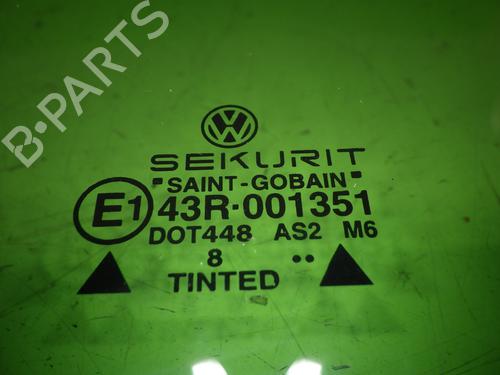 B-PARTS
SEKURIT
"SAINT-GOBAIN"
E1 43R-001351
DOT448 AS2 M6
8 ..
TINTED